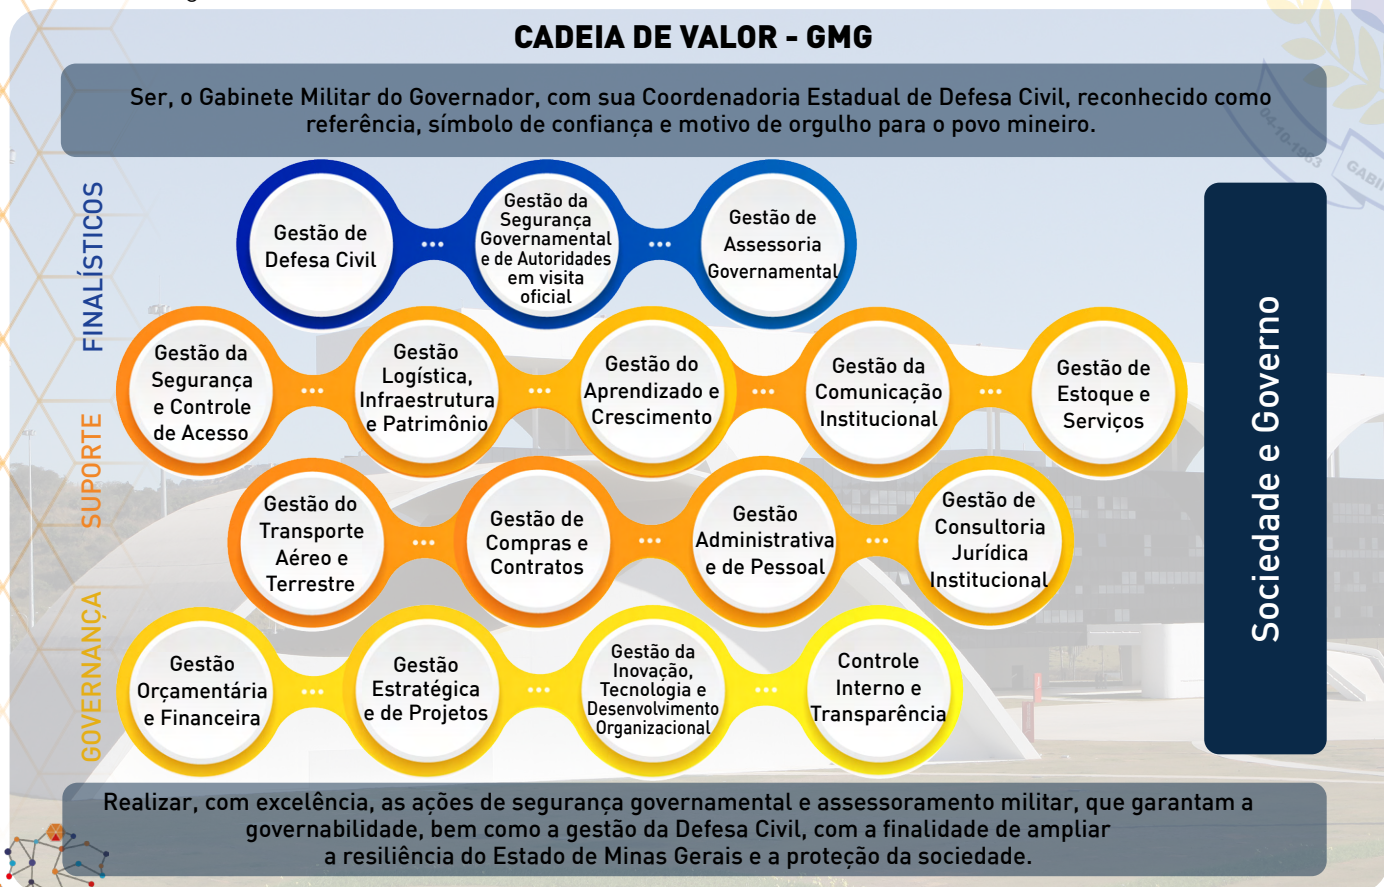 CADEIA DE VALOR - GMG
Ser, o Gabinete Militar do Governador, com sua Coordenadoria Estadual de Defesa Civil, reconhecido como
referência, símbolo de confiança e motivo de orgulho para o povo mineiro.
04-10-1963
FINALÍSTICOS
Gestão de
Defesa Civil
Gestão da
Segurança
Governamental
e de Autoridades
em visita
oficial
Gestão de
Assessoria
Governamental
SUPORTE
Gestão da
Segurança
e Controle
de Acesso
Gestão
Logística,
Infraestrutura
e Patrimônio
Gestão do
Aprendizado e
Crescimento
Gestão da
Comunicação
Institucional
Gestão de
Estoque e
Serviços
Gestão do
Transporte
Aéreo e
Terrestre
Gestão de
Compras e
Contratos
Gestão
Administrativa
e de Pessoal
Gestão de
Consultoria
Jurídica
Institucional
GOVERNANÇA
Gestão
Orçamentária
e Financeira
Gestão
Estratégica
e de Projetos
Gestão da
Inovação,
Tecnologia e
Desenvolvimento
Organizacional
Controle
Interno e
Transparência
Sociedade e Governo
Realizar, com excelência, as ações de segurança governamental e assessoramento militar, que garantam a
governabilidade, bem como a gestão da Defesa Civil, com a finalidade de ampliar
a resiliência do Estado de Minas Gerais e a proteção da sociedade.